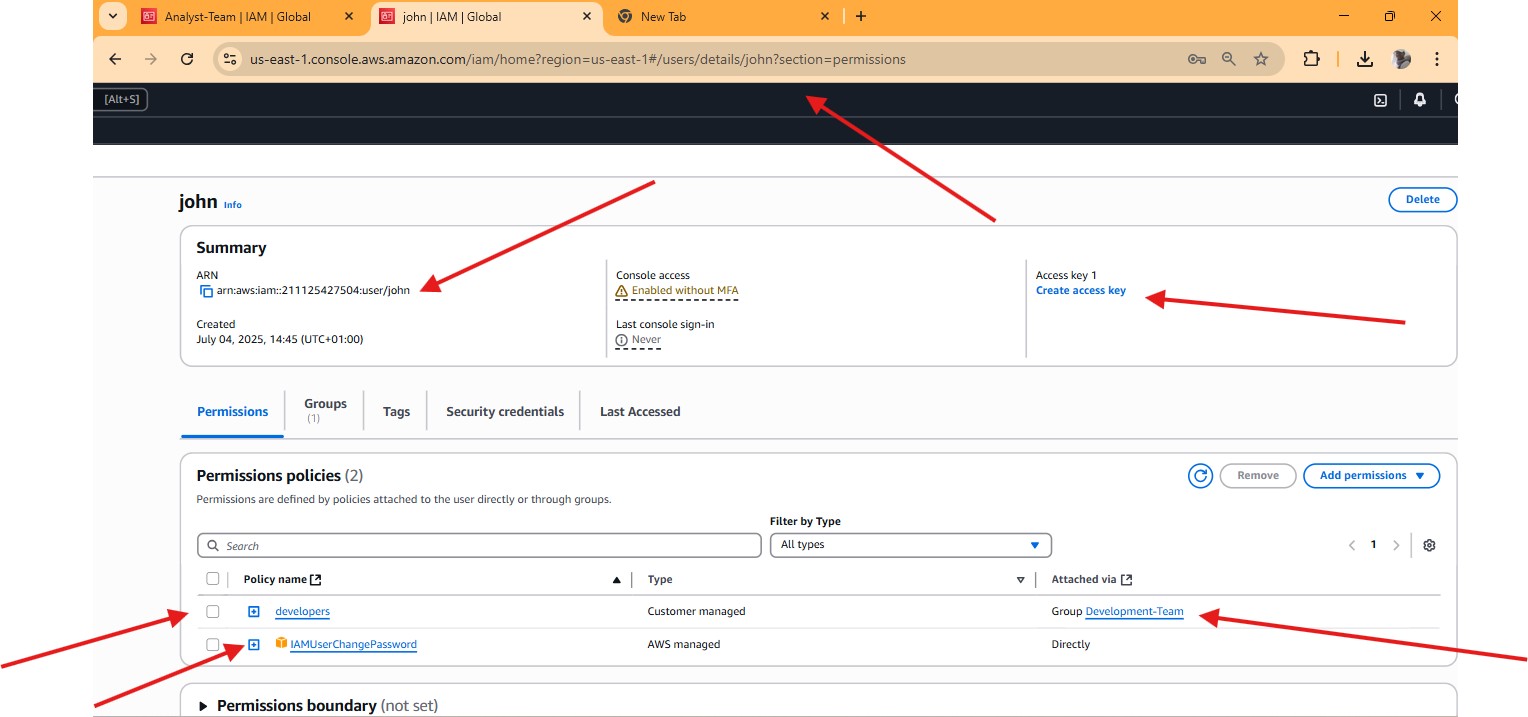 Analyst-Team | IAM | Global
john | IAM | Global
New Tab
us-east-1.console.aws.amazon.com/iam/home?region=us-east-1#/users/details/john?section=permissions
[Alt+S]
john Info
Delete
Summary
ARN
arn:aws:iam::211125427504:user/john
Console access
Enabled without MFA
Access key 1
Create access key
Created
July 04, 2025, 14:45 (UTC+01:00)
Last console sign-in
Never
Permissions
Groups
(1)
Tags
Security credentials
Last Accessed
Permissions policies (2)
Remove
Add permissions
Permissions are defined by policies attached to the user directly or through groups.
Filter by Type
Search
All types
1
Policy name
Type
Attached via
developers
Customer managed
Group Development-Team
IAMUserChangePassword
AWS managed
Directly
Permissions boundary (not set)